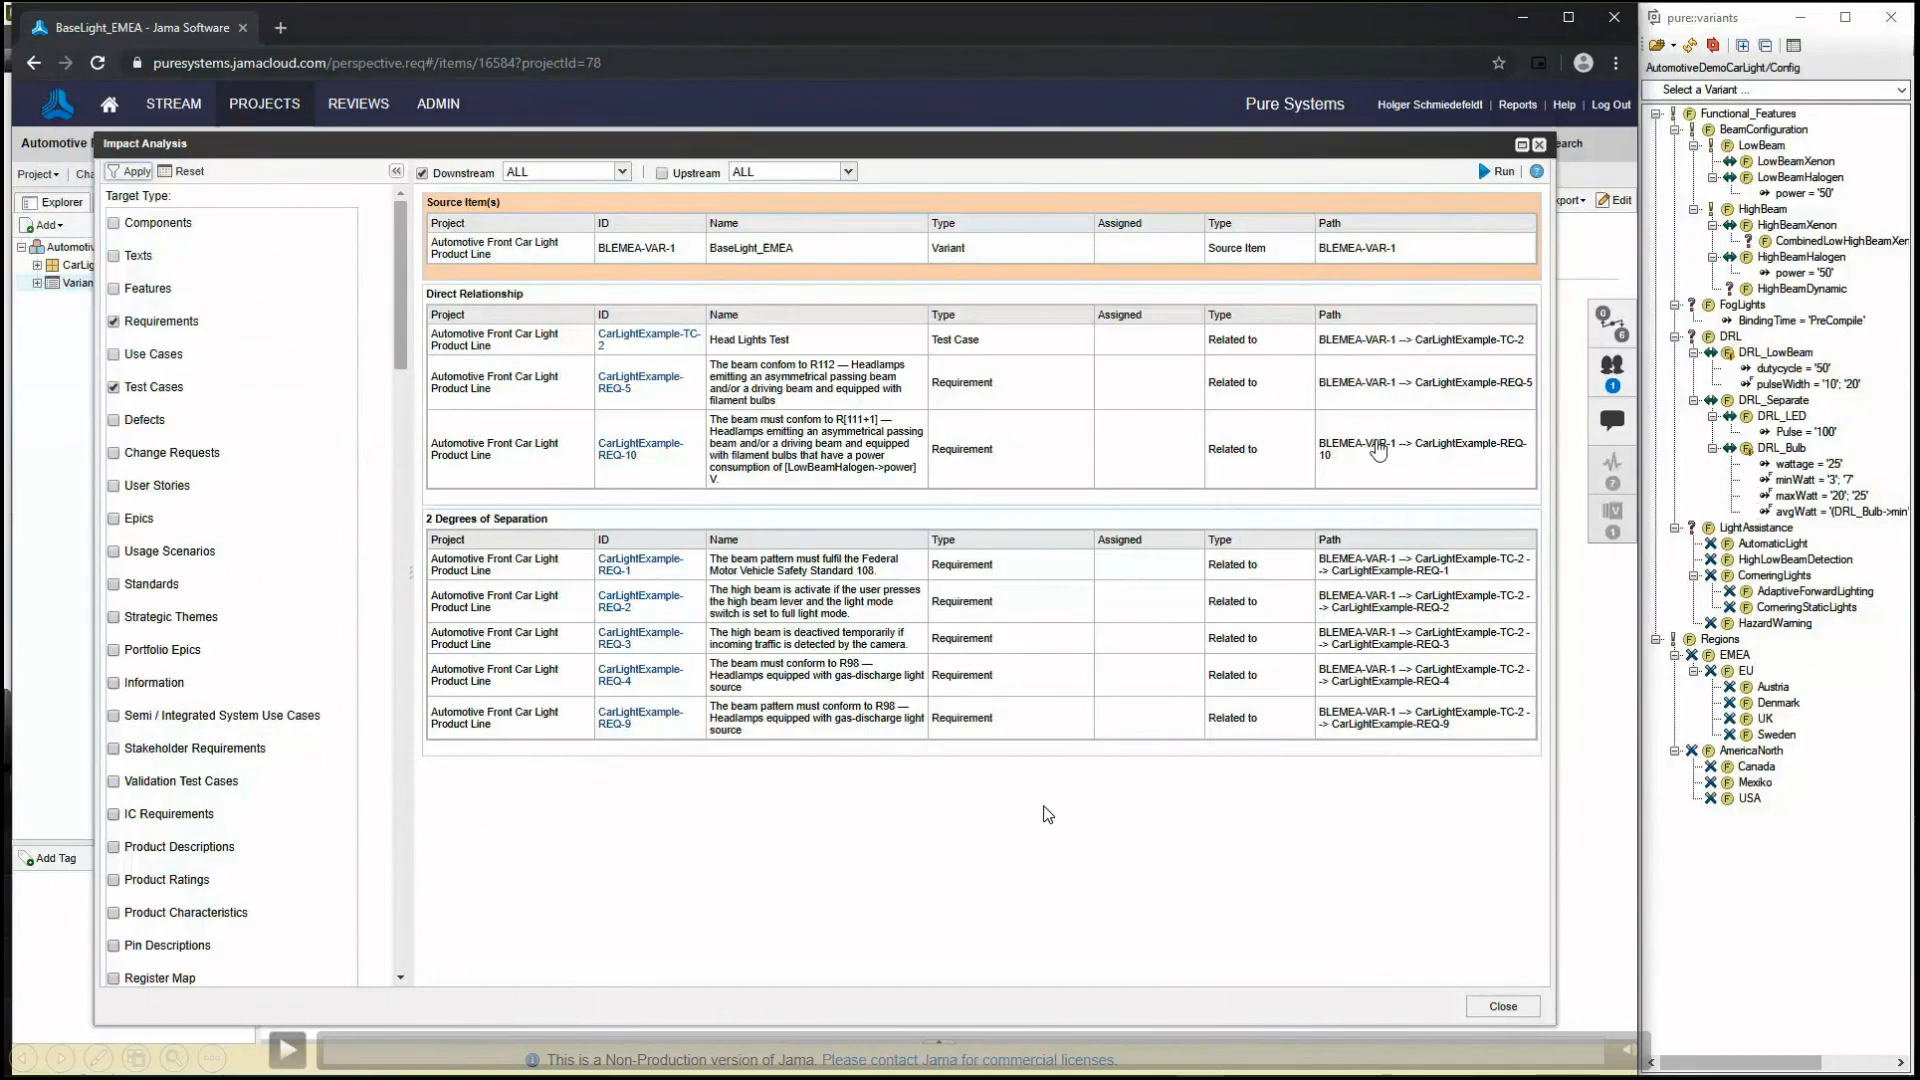 BaseLight_EMEA - Jama Software
puresystems.jamacloud.com/perspective.req#/items/16584?projectId=78
STREAM PROJECTS REVIEWS ADMIN
Pure Systems Holger Schmiedefeldt | Reports | Help | Log Out
Automotive
earch
Project
Explorer
Add
Automotiv
CarLig
Varian
Add Tag
xport
Edit
Impact Analysis
Apply Reset
Downstream ALL Upstream ALL Run
Target Type:
Components
Texts
Features
Requirements
Use Cases
Test Cases
Defects
Change Requests
User Stories
Epics
Usage Scenarios
Standards
Strategic Themes
Portfolio Epics
Information
Semi / Integrated System Use Cases
Stakeholder Requirements
Validation Test Cases
IC Requirements
Product Descriptions
Product Ratings
Product Characteristics
Pin Descriptions
Register Map
Source Item(s)
Project ID Name Type Assigned Type Path
Automotive Front Car Light
Product Line
BLEMEA-VAR-1 BaseLight_EMEA Variant Source Item BLEMEA-VAR-1
Direct Relationship
Project ID Name Type Assigned Type Path
Automotive Front Car Light
Product Line
CarLightExample-TC-
2
Head Lights Test
Test Case
Related to
BLEMEA-VAR-1 --> CarLightExample-TC-2
Automotive Front Car Light
Product Line
CarLightExample-
REQ-5
The beam confom to R112 — Headlamps
emitting an asymmetrical passing beam
and/or a driving beam and equipped with
filament bulbs
Requirement
Related to
BLEMEA-VAR-1 --> CarLightExample-REQ-5
Automotive Front Car Light
Product Line
CarLightExample-
REQ-10
The beam must confom to R[111+1] —
Headlamps emitting an asymmetrical passing
beam and/or a driving beam and equipped
with filament bulbs that have a power
consumption of [LowBeamHalogen->power]
V.
Requirement
Related to
BLEMEA-VAR-1 --> CarLightExample-REQ-
10
2 Degrees of Separation
Project ID Name Type Assigned Type Path
Automotive Front Car Light
Product Line
CarLightExample-
REQ-1
The beam pattern must fulfil the Federal
Motor Vehicle Safety Standard 108.
Requirement
Related to
BLEMEA-VAR-1 --> CarLightExample-TC-2 -
-> CarLightExample-REQ-1
Automotive Front Car Light
Product Line
CarLightExample-
REQ-2
The high beam is activate if the user presses
the high beam lever and the light mode
switch is set to full light mode.
Requirement
Related to
BLEMEA-VAR-1 --> CarLightExample-TC-2 -
-> CarLightExample-REQ-2
Automotive Front Car Light
Product Line
CarLightExample-
REQ-3
The high beam is deactived temporarily if
incoming traffic is detected by the camera.
Requirement
Related to
BLEMEA-VAR-1 --> CarLightExample-TC-2 -
-> CarLightExample-REQ-3
Automotive Front Car Light
Product Line
CarLightExample-
REQ-4
The beam must conform to R98 —
Headlamps equipped with gas-discharge light
source
Requirement
Related to
BLEMEA-VAR-1 --> CarLightExample-TC-2 -
-> CarLightExample-REQ-4
Automotive Front Car Light
Product Line
CarLightExample-
REQ-9
The beam pattern must conform to R98 —
Headlamps equipped with gas-discharge light
source
Requirement
Related to
BLEMEA-VAR-1 --> CarLightExample-TC-2 -
-> CarLightExample-REQ-9
Close
This is a Non-Production version of Jama. Please contact Jama for commercial licenses.
0
6
1
7
1
pure::variants
AutomotiveDemoCarLight/Config
Select a Variant ...
Functional_Features
BeamConfiguration
LowBeam
LowBeamXenon
LowBeamHalogen
power = '50'
HighBeam
HighBeamXenon
CombinedLowHighBeamXen
HighBeamHalogen
power = '50'
HighBeamDynamic
FogLights
BindingTime = 'PreCompile'
DRL
DRL_LowBeam
dutycycle = '50'
pulseWidth = '10'; '20'
DRL_Separate
DRL_LED
Pulse = '100'
DRL_Bulb
wattage = '25'
minWatt = '3'; '7'
maxWatt = '20'; '25'
avgWatt = '(DRL_Bulb->min'
LightAssistance
AutomaticLight
HighLowBeamDetection
CorneringLights
AdaptiveForwardLighting
CorneringStaticLights
HazardWarning
Regions
EMEA
EU
Austria
Denmark
UK
Sweden
AmericaNorth
Canada
Mexiko
USA